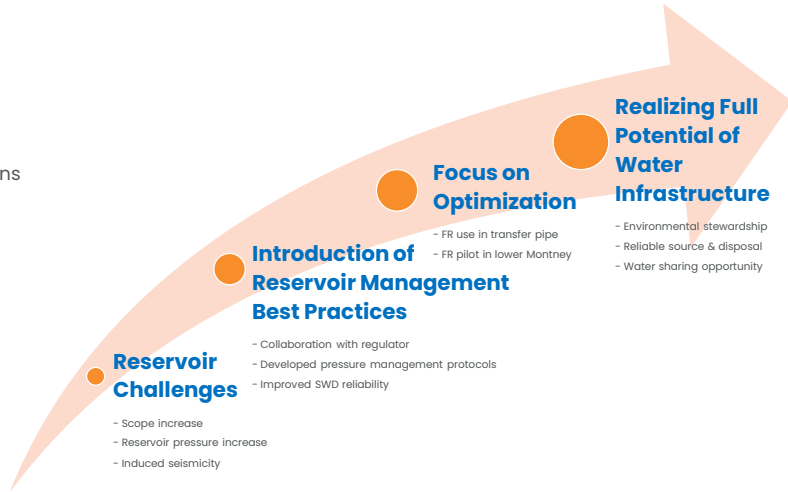 ns
Realizing Full
Potential of
Water
Infrastructure
- Environmental stewardship
- Reliable source & disposal
- Water sharing opportunity
Focus on
Optimization
- FR use in transfer pipe
- FR pilot in lower Montney
Introduction of
Reservoir Management
Best Practices
- Collaboration with regulator
- Developed pressure management protocols
- Improved SWD reliability
Reservoir
Challenges
- Scope increase
- Reservoir pressure increase
- Induced seismicity